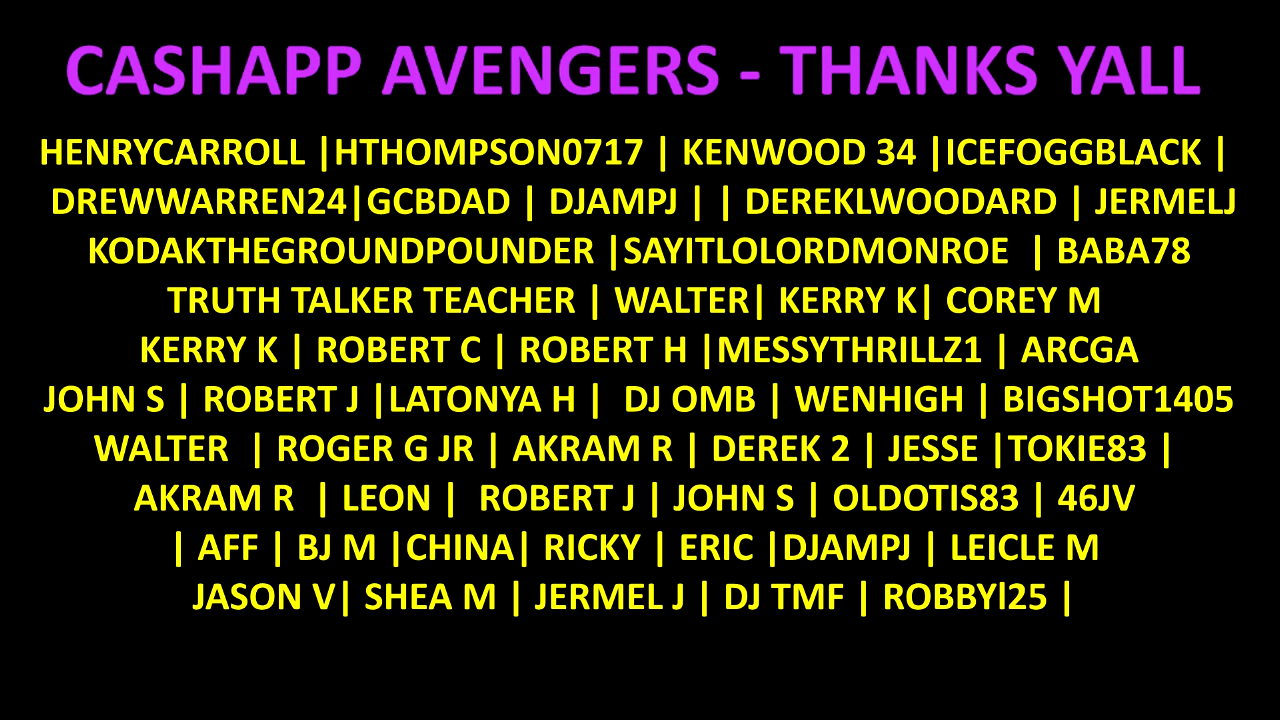 CASHAPP AVENGERS - THANKS YALL
HENRYCARROLL |HTHOMPSON0717 | KENWOOD 34 |ICEFOGGBLACK |
DREWWARREN24|GCBDAD | DJAMPJ | | DEREKLWOODARD | JERMELJ
KODAKTHEGROUNDPOUNDER |SAYITLOLORDMONROE | BABA78
TRUTH TALKER TEACHER | WALTER| KERRY K| COREY M
KERRY K | ROBERT C | ROBERT H |MESSYTHRILLZ1 | ARCGA
JOHN S | ROBERT J |LATONYA H | DJ OMB | WENHIGH | BIGSHOT1405
WALTER | ROGER G JR | AKRAM R | DEREK 2 | JESSE |TOKIE83 |
AKRAM R | LEON | ROBERT J | JOHN S | OLDOTIS83 | 46JV
| AFF | BJ M |CHINA| RICKY | ERIC |DJAMPJ | LEICLE M
JASON V| SHEA M | JERMEL J | DJ TMF | ROBBYl25 |